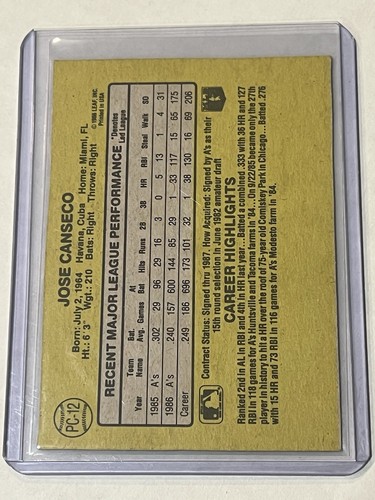 PC-12
© 1986 LEAF, INC.
Printed in USA
JOSE CANSECO
Born: July 2, 1964 Havana, Cuba Home: Miami, FL
Ht.: 6'3" Wgt.: 210 Bats: Right Throws: Right
RECENT MAJOR LEAGUE PERFORMANCE *Denotes Led League
Year Team Name Bat. Avg. Games At Bat Hits Runs 2B 3B HR RBI Steal Walk SO
1985 A's .302 29 96 29 16 3 0 5 13 1 4 31
1986 A's .240 157 600 144 85 29 1 33 117 15 65 175
Career .249 186 696 173 101 32 1 38 130 16 69 206
Contract Status: Signed thru 1987. How Acquired: Signed by A's as their
15th round selection in June 1982 amateur draft
CAREER HIGHLIGHTS
Ranked 2nd in AL in RBI and 4th in HR last year... Batted a combined .333 with 36 HR and 127
RBI in 118 games for A's Huntsville and Tacoma farms in '84... On 9/22/85 became only the 27th
player in history to hit a HR over the roof of 75-year old Comiskey Park in Chicago... Batted .276
with 15 HR and 73 RBI in 116 games for A's Modesto farm in '84.